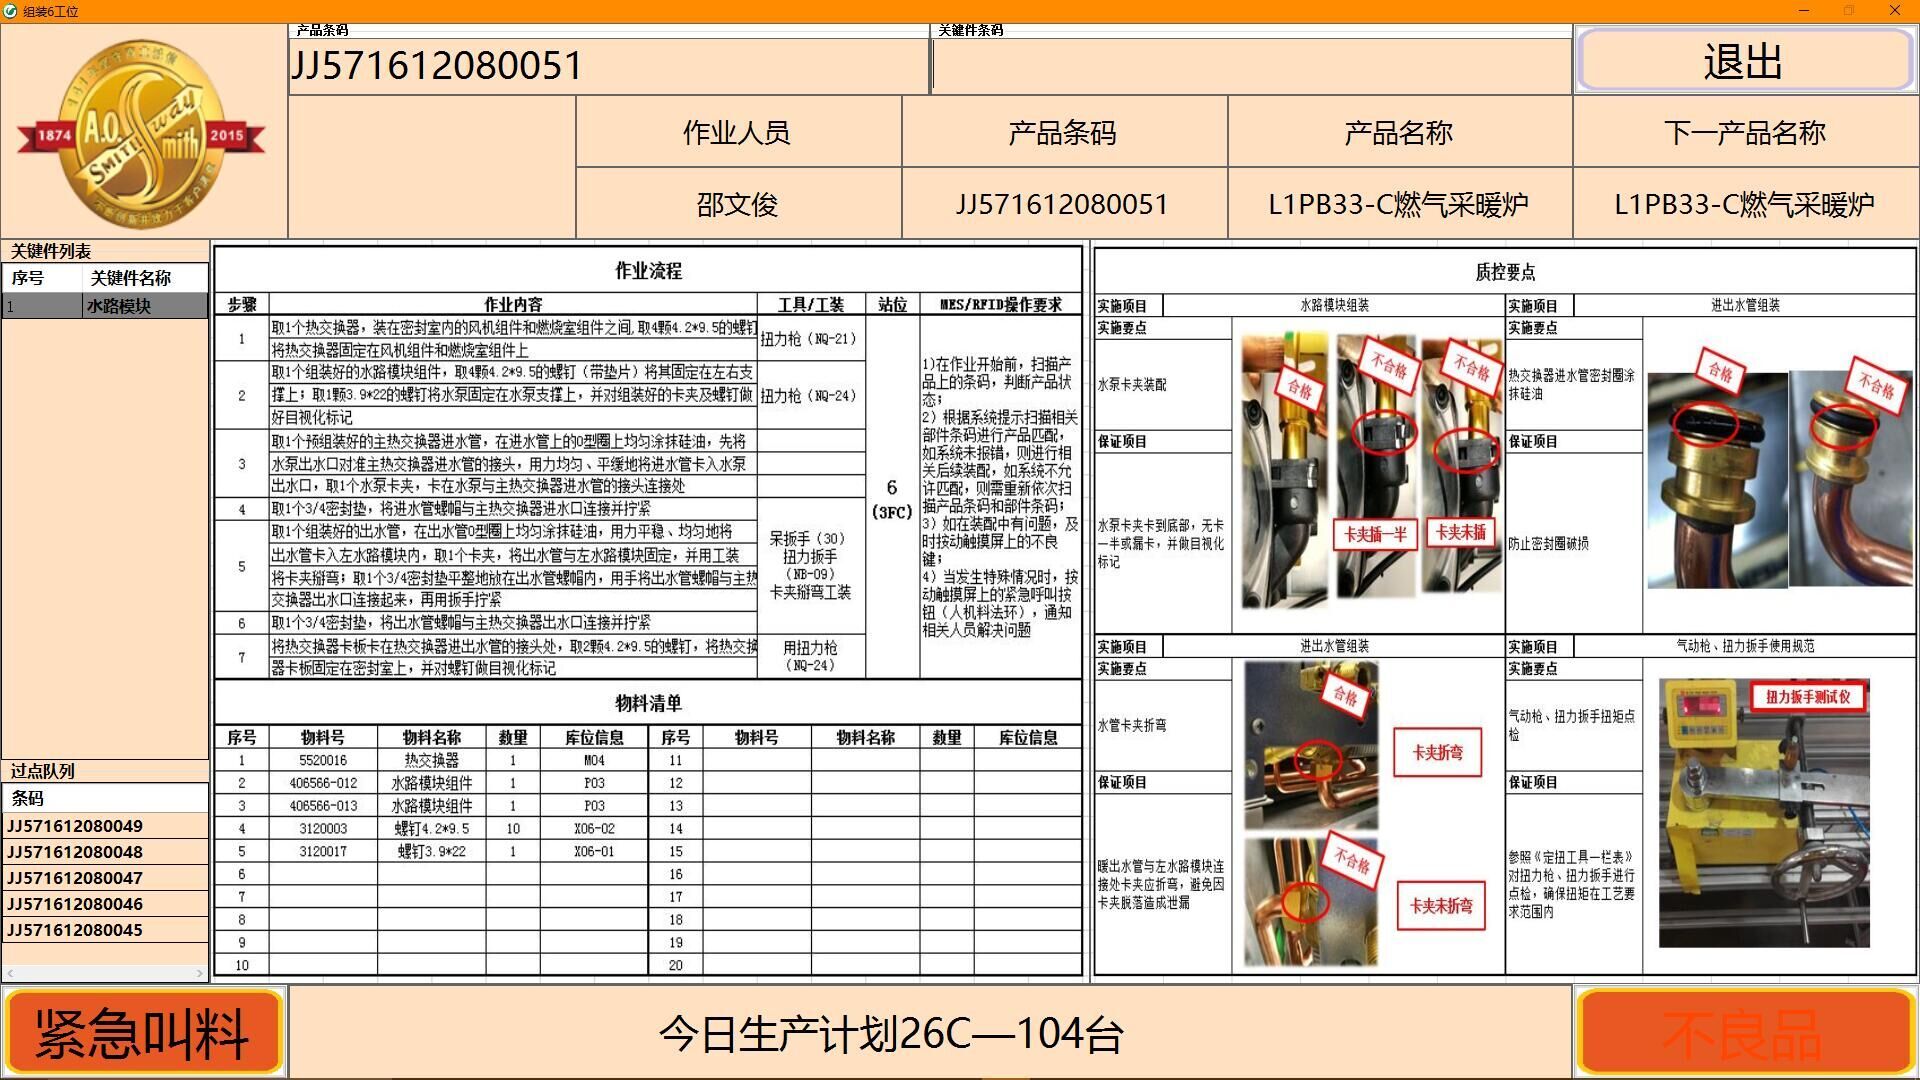 组装6工位
产品条码
关键件条码
JJ571612080051
退出
1874
A.O.
Smith
SMITH
way
2015
作业人员
产品条码
产品名称
下一产品名称
邵文俊
JJ571612080051
L1PB33-C燃气采暖炉
L1PB33-C燃气采暖炉
关键件列表
序号 关键件名称
1 水路模块
过点队列
条码
JJ571612080049
JJ571612080048
JJ571612080047
JJ571612080046
JJ571612080045
作业流程
步骤 作业内容 工具/工装 站位 MES/RFID操作要求
1
取1个热交换器，装在密封室内的风机组件和燃烧室组件之间,取4颗4.2*9.5的螺钉
将热交换器固定在风机组件和燃烧室组件上
扭力枪（NQ-21）
2
取1个组装好的水路模块组件，取4颗4.2*9.5的螺钉（带垫片）将其固定在左右支
撑上；取1颗3.9*22的螺钉将水泵固定在水泵支撑上，并对组装好的卡夹及螺钉做
好目视化标记
扭力枪（NQ-24）
3
取1个预组装好的主热交换器进水管，在进水管上的O型圈上均匀涂抹硅油，先将
水泵出水口对准主热交换器进水管的接头，用力均匀、平缓地将进水管卡入水泵
出水口，取1个水泵卡夹，卡在水泵与主热交换器进水管的接头连接处
4
取1个3/4密封垫，将进水管螺帽与主热交换器进水口连接并拧紧
5
取1个组装好的出水管，在出水管O型圈上均匀涂抹硅油，用力平稳、均匀地将
出水管卡入左水路模块内，取1个卡夹，将出水管与左水路模块固定，并用工装
将卡夹掰弯；取1个3/4密封垫平整地放在出水管螺帽内，用手将出水管螺帽与主热
交换器出水口连接起来，再用扳手拧紧
6
取1个3/4密封垫，将出水管螺帽与主热交换器出水口连接并拧紧
呆扳手（30）
扭力扳手
（NB-09）
卡夹掰弯工装
7
将热交换器卡板卡在热交换器进出水管的接头处，取2颗4.2*9.5的螺钉，将热交换
器卡板固定在密封室上，并对螺钉做目视化标记
用扭力枪
（NQ-24）
6
(3FC)
1)在作业开始前，扫描产
品上的条码，判断产品状
态；
2）根据系统提示扫描相关
部件条码进行产品匹配，
如系统未报错，则进行相
关后续装配，如系统不允
许匹配，则需重新依次扫
描产品条码和部件条码；
3）如在装配中有问题，及
时按动触摸屏上的不良
键；
4）当发生特殊情况时，按
动触摸屏上的紧急呼叫按
钮（人机料法环），通知
相关人员解决问题
物料清单
序号 物料号 物料名称 数量 库位信息 序号 物料号 物料名称 数量 库位信息
1 5520016 热交换器 1 M04 11
2 406566-012 水路模块组件 1 P03 12
3 406566-013 水路模块组件 1 P03 13
4 3120003 螺钉4.2*9.5 10 X06-02 14
5 3120017 螺钉3.9*22 1 X06-01 15
6 16
7 17
8 18
9 19
10 20
质控要点
实施项目 水路模块组装
实施要点
水泵卡夹装配
保证项目
水泵卡夹卡到底部，无卡
一半或漏卡，并做目视化
标记
合格
不合格
不合格
卡夹插一半
卡夹未插
实施项目 进出水管组装
实施要点
热交换器进水管密封圈涂
抹硅油
保证项目
防止密封圈破损
合格
不合格
实施项目 进出水管组装
实施要点
水管卡夹折弯
保证项目
暖出水管与左水路模块连
接处卡夹应折弯，避免因
卡夹脱落造成泄漏
合格
卡夹折弯
不合格
卡夹未折弯
实施项目 气动枪、扭力扳手使用规范
实施要点
气动枪、扭力扳手扭矩点
检
保证项目
参照《定扭工具一栏表》
对扭力枪、扭力扳手进行
点检，确保扭矩在工艺要
求范围内
扭力扳手测试仪
紧急叫料
今日生产计划26C—104台
不良品